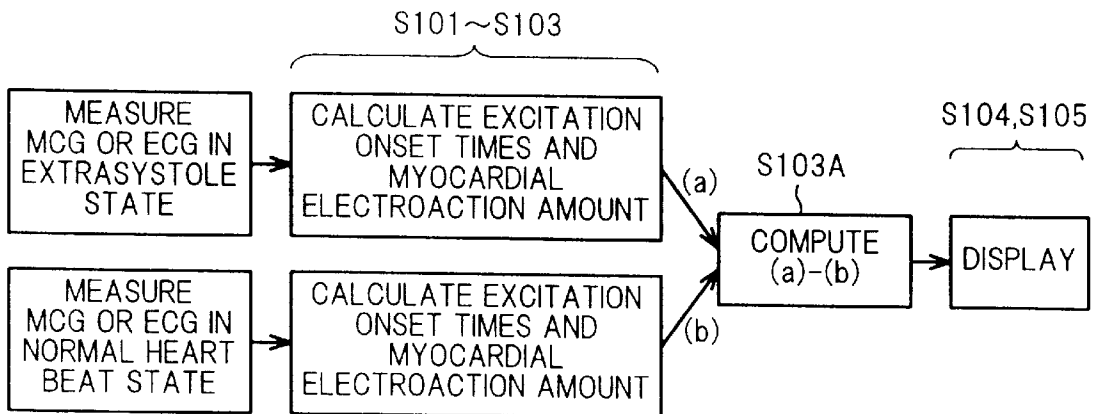 S101~S103
MEASURE
MCG OR ECG IN
EXTRASYSTOLE
STATE
CALCULATE EXCITATION
ONSET TIMES AND
MYOCARDIAL
ELECTROACTION AMOUNT
(a)
S103A
COMPUTE
(a)-(b)
S104,S105
DISPLAY
MEASURE
MCG OR ECG IN
NORMAL HEART
BEAT STATE
CALCULATE EXCITATION
ONSET TIMES AND
MYOCARDIAL
ELECTROACTION AMOUNT
(b)